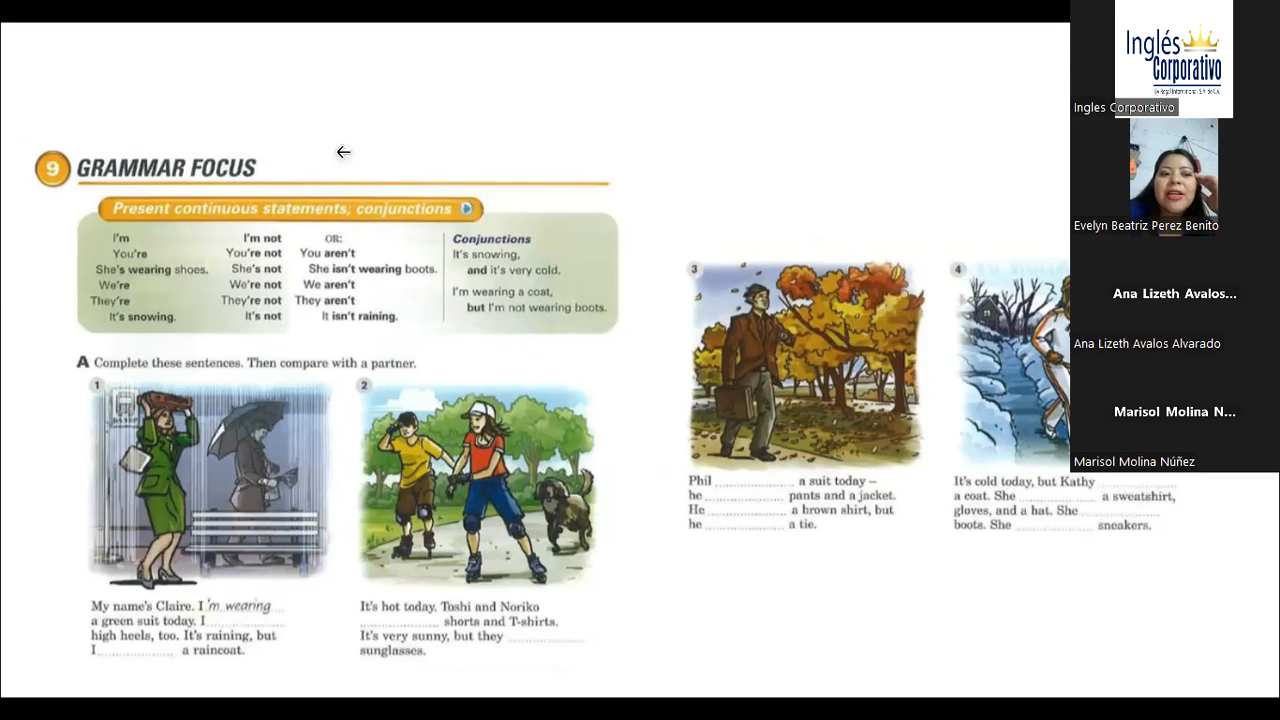 9 GRAMMAR FOCUS
Present continuous statements; conjunctions
I'm I'm not OR:
You're You're not You aren't
She's wearing shoes. She's not She isn't wearing boots.
We're We're not We aren't
They're They're not They aren't
It's snowing. It's not It isn't raining.
Conjunctions
It's snowing,
and it's very cold.
I'm wearing a coat,
but I'm not wearing boots.
A Complete these sentences. Then compare with a partner.
1
My name's Claire. I 'm wearing
a green suit today. I
high heels, too. It's raining, but
I a raincoat.
2
It's hot today. Toshi and Noriko
shorts and T-shirts.
It's very sunny, but they
sunglasses.
3
Phil a suit today –
he pants and a jacket.
He a brown shirt, but
he a tie.
4
It's cold today, but Kathy
a coat. She a sweatshirt,
gloves, and a hat. She
boots. She sneakers.
Inglés
Corporativo
Ingles Corporativo
Evelyn Beatriz Perez Benito
Ana Lizeth Avalos...
Ana Lizeth Avalos Alvarado
Marisol Molina N...
Marisol Molina Núñez